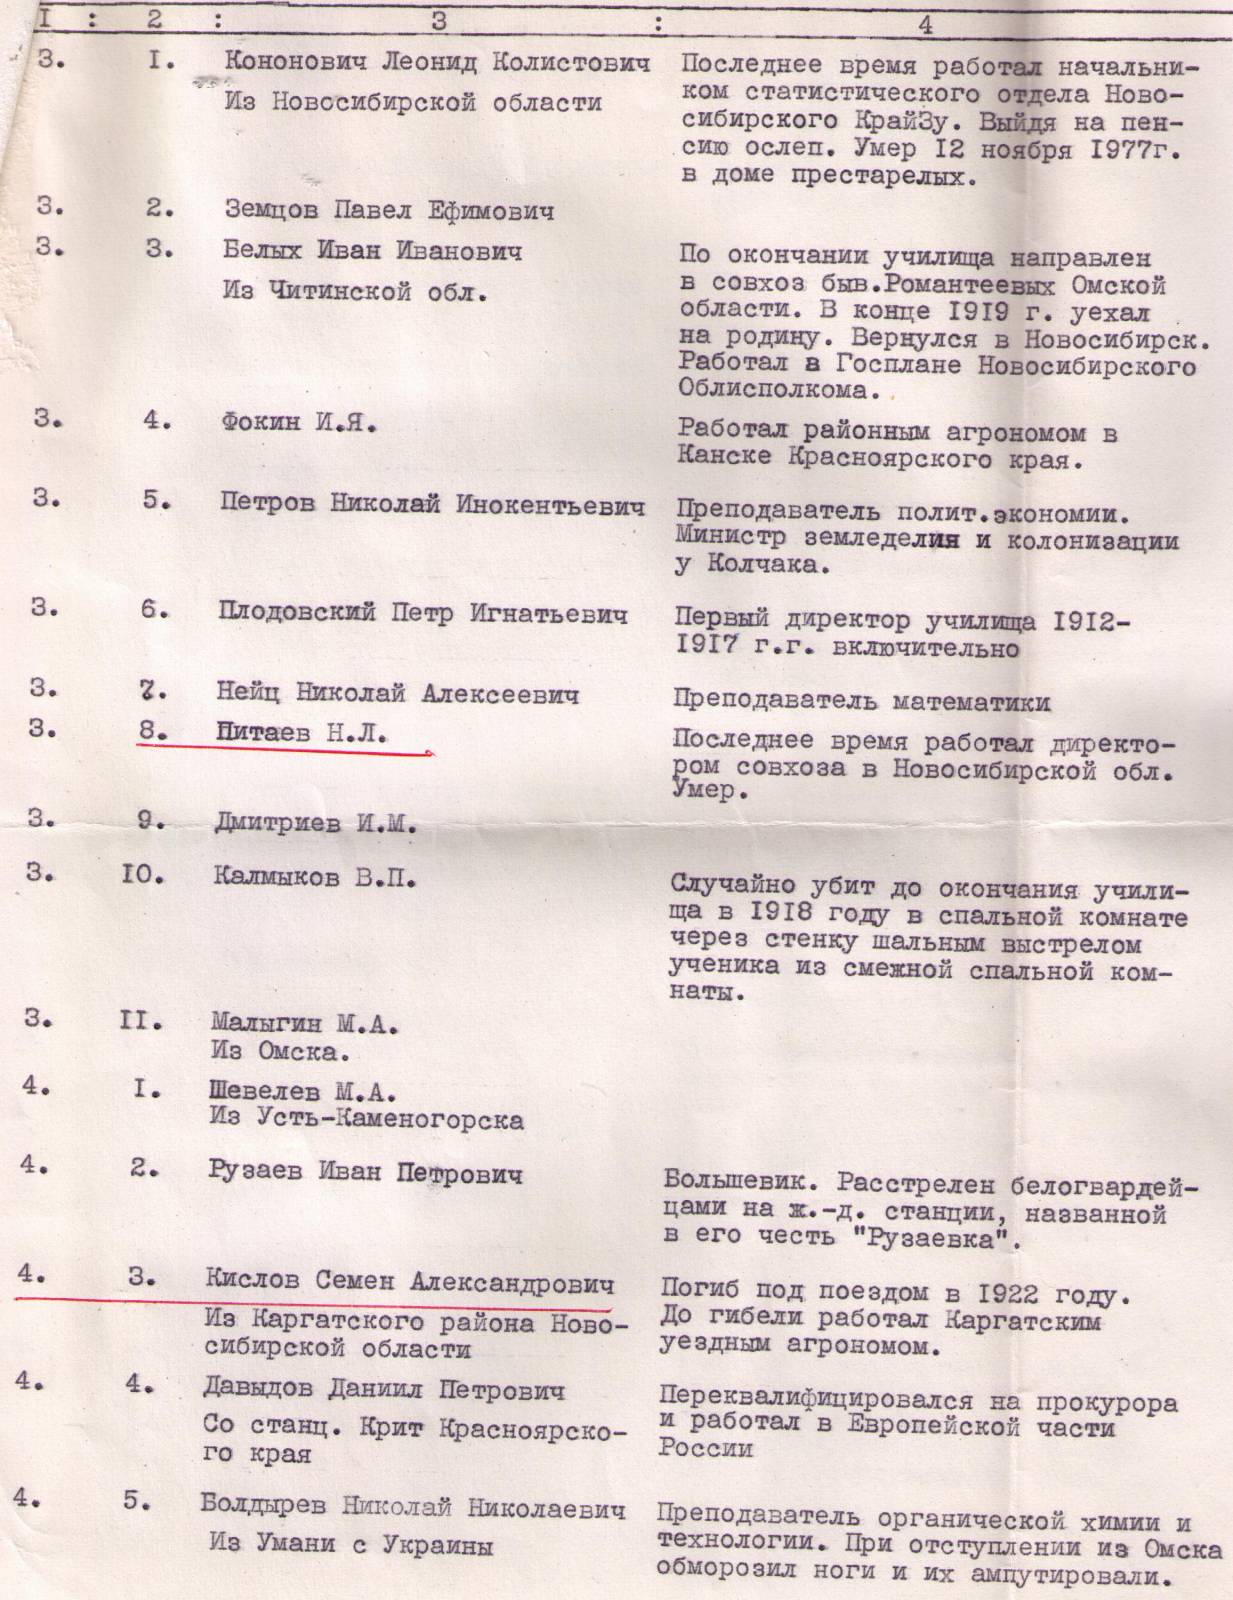 I : 2 : 3 : 4
3. I. Кононович Леонид Колистович Последнее время работал начальни-
Из Новосибирской области ком статистического отдела Ново-
сибирского КрайЗу. Выйдя на пен-
сию ослеп. Умер I2 ноября I977г.
в доме престарелых.
3. 2. Земцов Павел Ефимович
3. 3. Белых Иван Иванович По окончании училища направлен
Из Читинской обл. в совхоз быв.Романтеевых Омской
области. В конце I9I9 г. уехал
на родину. Вернулся в Новосибирск.
Работал в Госплане Новосибирского
Облисполкома.
3. 4. Фокин И.Я. Работал районным агрономом в
Канске Красноярского края.
3. 5. Петров Николай Инокентьевич Преподаватель полит.экономии.
Министр земледелия и колонизации
у Колчака.
3. 6. Плодовский Петр Игнатьевич Первый директор училища I9I2-
I9I7 г.г. включительно
3. 7. Нейц Николай Алексеевич Преподаватель математики
3. 8. Питаев Н.Л. Последнее время работал директо-
ром совхоза в Новосибирской обл.
Умер.
3. 9. Дмитриев И.М.
3. IO. Калмыков В.П. Случайно убит до окончания учили-
ща в I9I8 году в спальной комнате
через стенку шальным выстрелом
ученика из смежной спальной ком-
наты.
3. II. Малыгин М.А.
Из Омска.
4. I. Шевелев М.А.
Из Усть-Каменогорска
4. 2. Рузаев Иван Петрович Большевик. Расстрелен белогвардей-
цами на ж.-д. станции, названной
в его честь "Рузаевка".
4. 3. Кислов Семен Александрович Погиб под поездом в I922 году.
Из Каргатского района Ново- До гибели работал Каргатским
сибирской области уездным агрономом.
4. 4. Давыдов Даниил Петрович Переквалифицировался на прокурора
Со станц. Крит Красноярско- и работал в Европейской части
го края России
4. 5. Болдырев Николай Николаевич Преподаватель органической химии и
Из Умани с Украины технологии. При отступлении из Омска
обморозил ноги и их ампутировали.